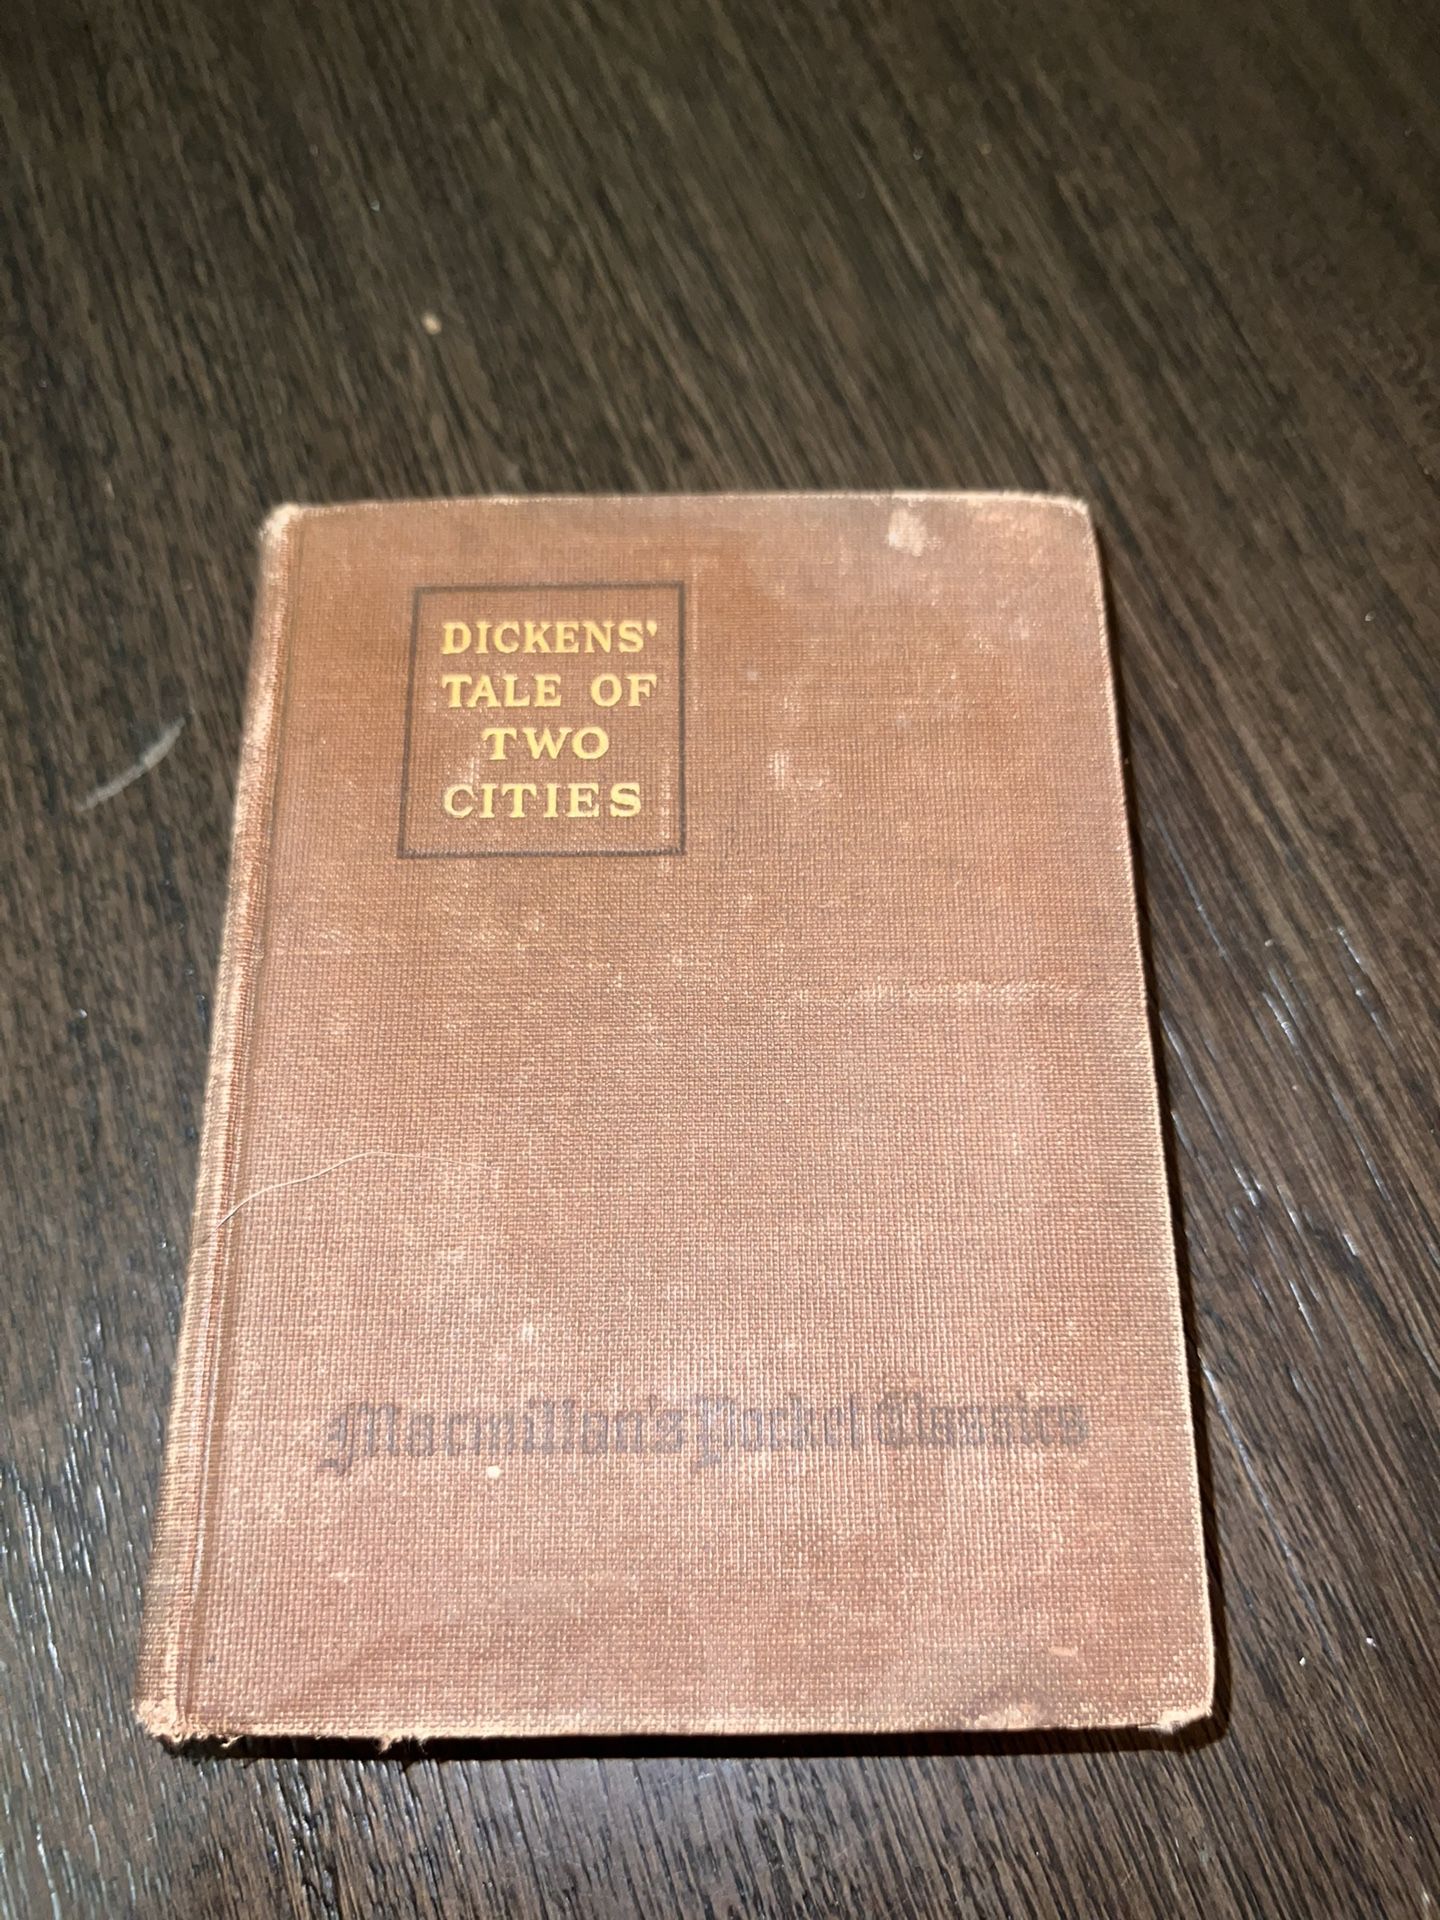 DICKENS'
TALE OF
TWO
CITIES
Macmillan's Pocket Classics